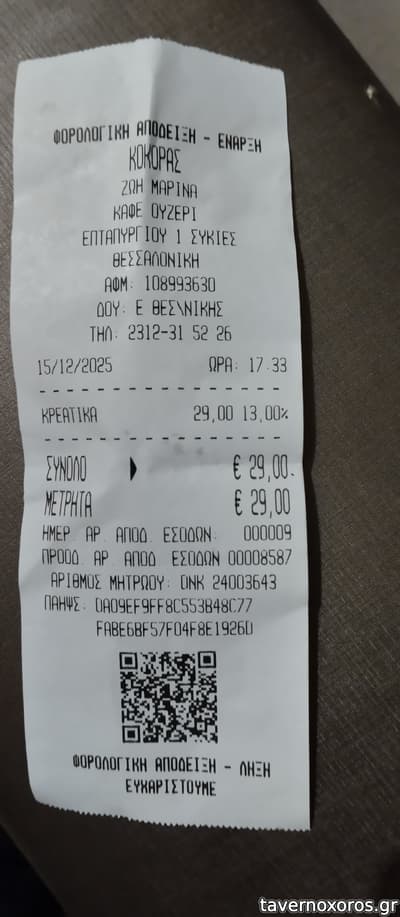 ΦΟΡΟΛΟΓΙΚΗ ΑΠΟΔΕΙΞΗ - ΕΝΑΡΞΗ
ΚΟΚΟΡΑΣ
ΖΩΗ ΜΑΡΙΝΑ
ΚΑΦΕ ΟΥΖΕΡΙ
ΕΠΤΑΠΥΡΓΙΟΥ 1 ΣΥΚΙΕΣ
ΘΕΣΣΑΛΟΝΙΚΗ
ΑΦΜ: 108993630
ΔΟΥ: Ε ΘΕΣ\ΝΙΚΗΣ
ΤΗΛ: 2312-31 52 26
15/12/2025 ΩΡΑ: 17:33
ΚΡΕΑΤΙΚΑ 29,00 13,00%
ΣΥΝΟΛΟ € 29,00
ΜΕΤΡΗΤΑ € 29,00
ΗΜΕΡ. ΑΡ. ΑΠΟΔ. ΕΣΟΔΩΝ: 000009
ΠΡΟΟΔ. ΑΡ. ΑΠΟΔ. ΕΣΟΔΩΝ 00008587
ΑΡΙΘΜΟΣ ΜΗΤΡΩΟΥ: DNK 24003643
ΠΑΗΨΣ: 0A09EF9FF8C553B48C77
FABE6BF57F04F8E1926D
ΦΟΡΟΛΟΓΙΚΗ ΑΠΟΔΕΙΞΗ - ΛΗΞΗ
ΕΥΧΑΡΙΣΤΟΥΜΕ
tavernoxoros.gr